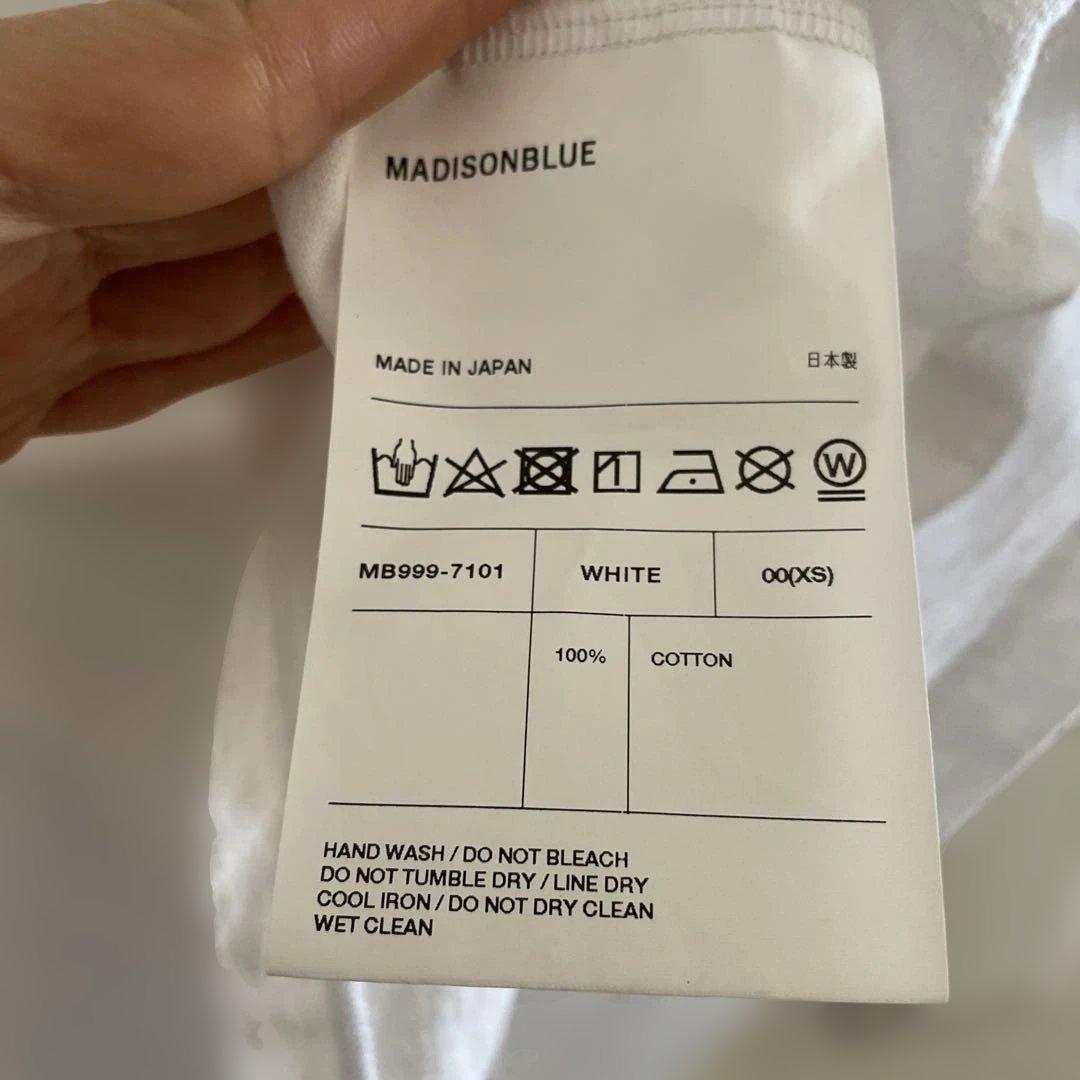 MADISONBLUE
MADE IN JAPAN 日本製
W
MB999-7101 WHITE 00(XS)
100% COTTON
HAND WASH / DO NOT BLEACH
DO NOT TUMBLE DRY / LINE DRY
COOL IRON / DO NOT DRY CLEAN
WET CLEAN